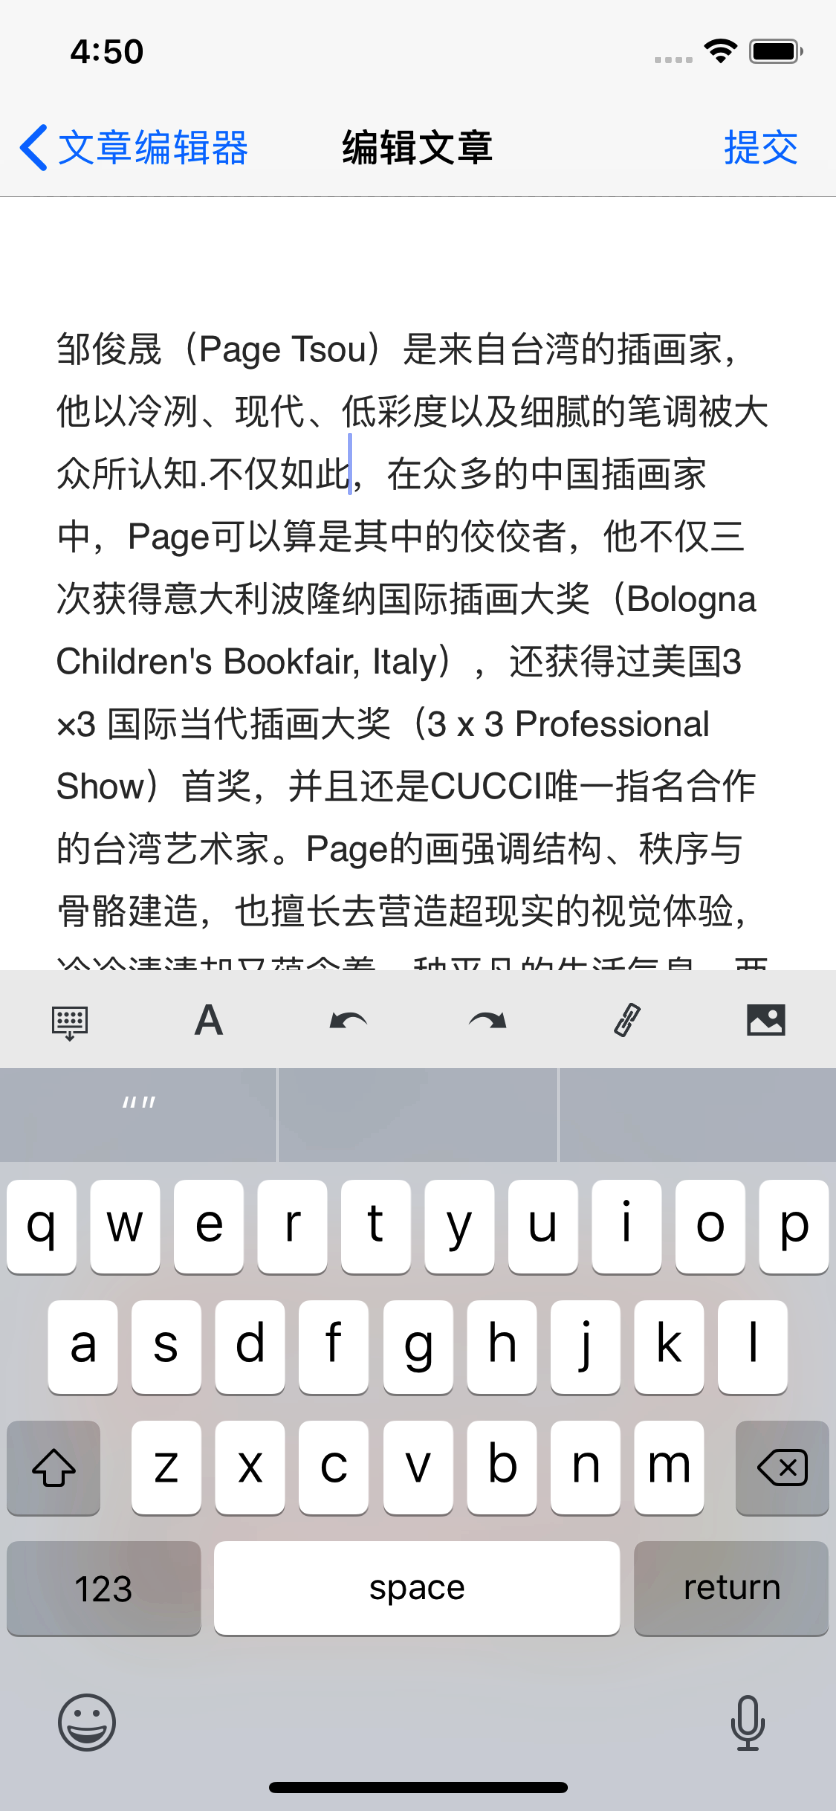 4:50
文章编辑器 编辑文章 提交
邹俊晟（Page Tsou）是来自台湾的插画家，
他以冷冽、现代、低彩度以及细腻的笔调被大
众所认知.不仅如此，在众多的中国插画家
中，Page可以算是其中的佼佼者，他不仅三
次获得意大利波隆纳国际插画大奖（Bologna
Children's Bookfair, Italy），还获得过美国3
×3 国际当代插画大奖（3 x 3 Professional
Show）首奖，并且还是CUCCI唯一指名合作
的台湾艺术家。Page的画强调结构、秩序与
骨骼建造，也擅长去营造超现实的视觉体验，
A
“”
q w e r t y u i o p
a s d f g h j k l
z x c v b n m
123 space return